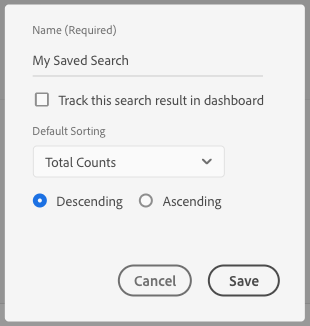 Name (Required)
My Saved Search
Track this search result in dashboard
Default Sorting
Total Counts
Descending Ascending
Cancel Save